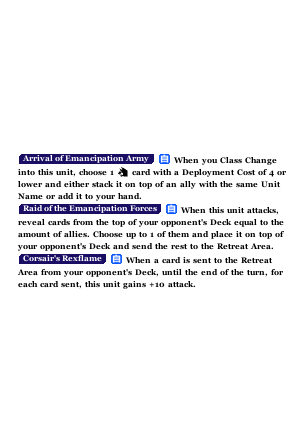 Arrival of Emancipation Army When you Class Change
into this unit, choose 1 card with a Deployment Cost of 4 or
lower and either stack it on top of an ally with the same Unit
Name or add it to your hand.
Raid of the Emancipation Forces When this unit attacks,
reveal cards from the top of your opponent's Deck equal to the
amount of allies. Choose up to 1 of them and place it on top of
your opponent's Deck and send the rest to the Retreat Area.
Corsair's Rexflame When a card is sent to the Retreat
Area from your opponent's Deck, until the end of the turn, for
each card sent, this unit gains +10 attack.